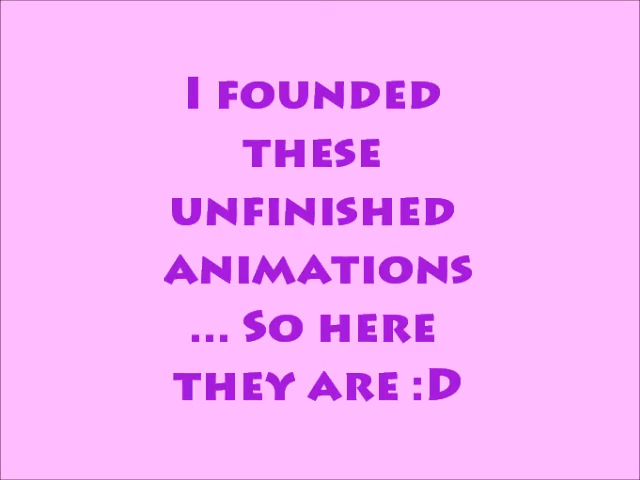 I founded
these
unfinished
animations
... So here
they are :D